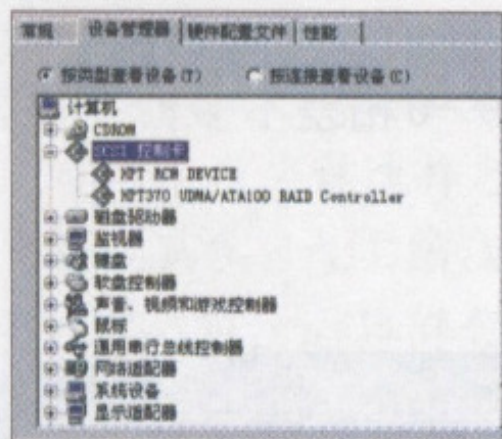 常规 设备管理器 硬件配置文件 性能
按类型查看设备(T) 按连接查看设备(C)
计算机
CDROM
SCSI 控制卡
HPT RCM DEVICE
HPT370 UDMA/ATA100 RAID Controller
磁盘驱动器
监视器
键盘
软盘控制器
声音、视频和游戏控制器
鼠标
通用串行总线控制器
网络适配器
系统设备
显示适配器